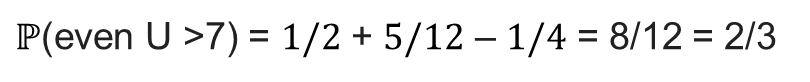 ℙ(even U >7) = 1/2 + 5/12 – 1/4 = 8/12 = 2/3